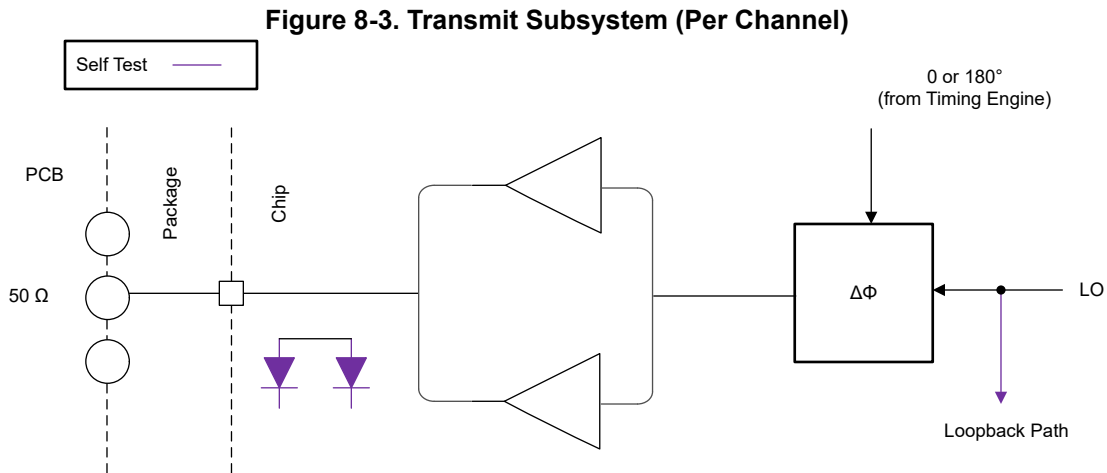 Figure 8-3. Transmit Subsystem (Per Channel)
Self Test
0 or 180°
(from Timing Engine)
PCB
Package
Chip
50 Ω
ΔΦ
LO
Loopback Path